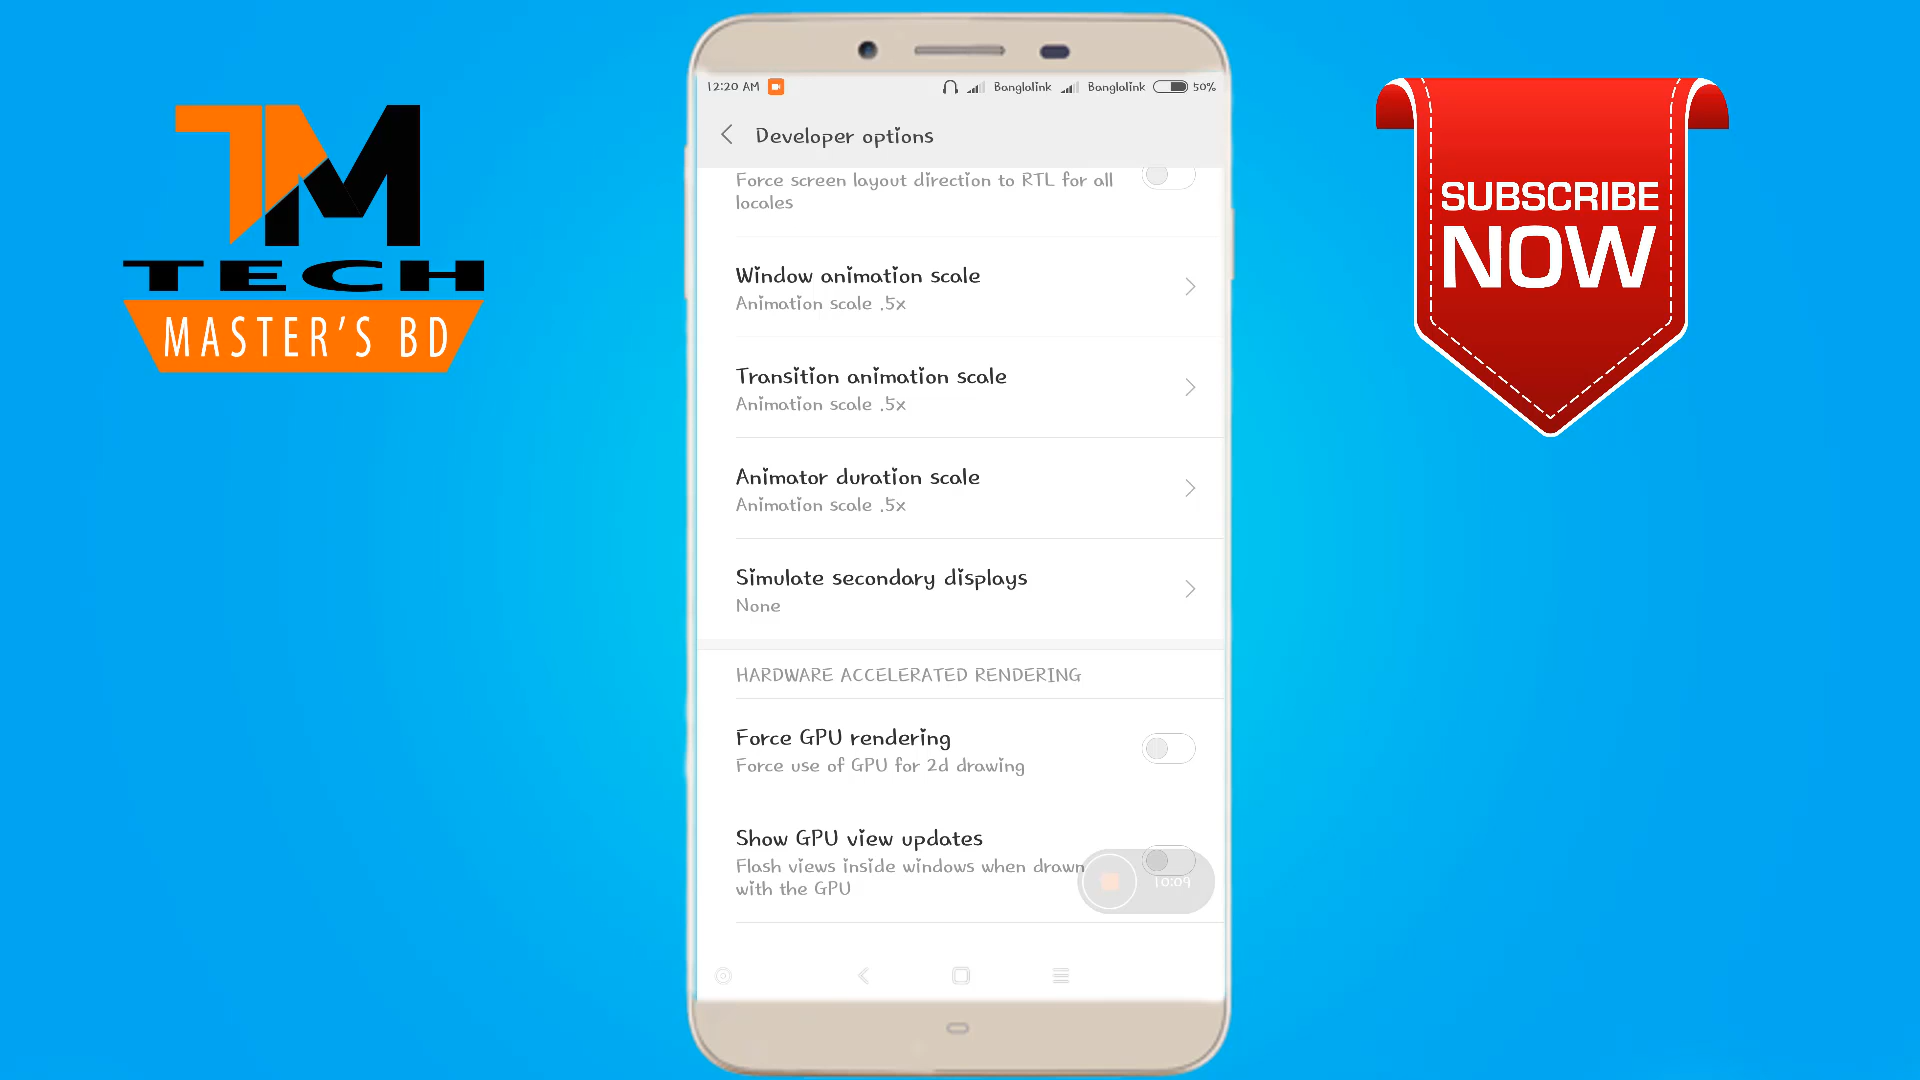 TM
TECH
MASTER'S BD
SUBSCRIBE
NOW
12:20 AM
Banglalink
Banglalink
50%
Developer options
Force screen layout direction to RTL for all
locales
Window animation scale
Animation scale .5x
Transition animation scale
Animation scale .5x
Animator duration scale
Animation scale .5x
Simulate secondary displays
None
HARDWARE ACCELERATED RENDERING
Force GPU rendering
Force use of GPU for 2d drawing
Show GPU view updates
Flash views inside windows when drawn
with the GPU
10:09